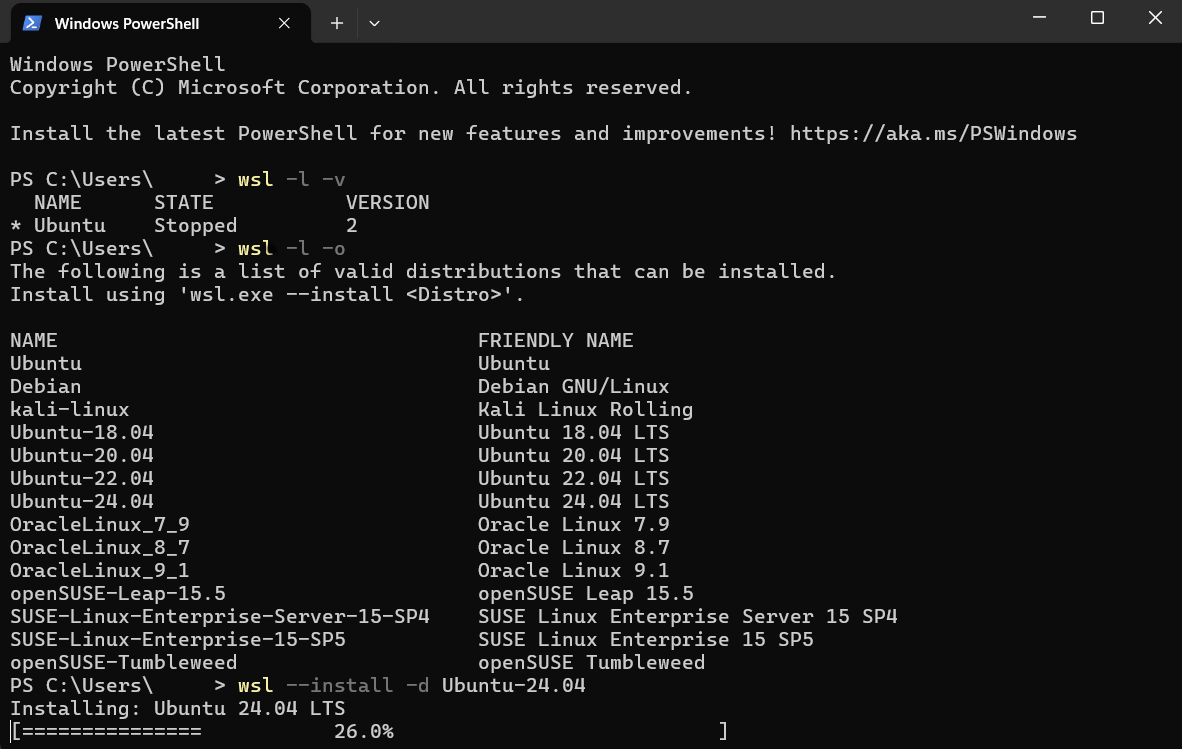 Windows PowerShell
Windows PowerShell
Copyright (C) Microsoft Corporation. All rights reserved.
Install the latest PowerShell for new features and improvements! https://aka.ms/PSWindows
PS C:\Users\      > wsl -l -v
  NAME      STATE           VERSION
* Ubuntu    Stopped         2
PS C:\Users\      > wsl -l -o
The following is a list of valid distributions that can be installed.
Install using 'wsl.exe --install <Distro>'.
NAME                                   FRIENDLY NAME
Ubuntu                                 Ubuntu
Debian                                 Debian GNU/Linux
kali-linux                             Kali Linux Rolling
Ubuntu-18.04                           Ubuntu 18.04 LTS
Ubuntu-20.04                           Ubuntu 20.04 LTS
Ubuntu-22.04                           Ubuntu 22.04 LTS
Ubuntu-24.04                           Ubuntu 24.04 LTS
OracleLinux_7_9                        Oracle Linux 7.9
OracleLinux_8_7                        Oracle Linux 8.7
OracleLinux_9_1                        Oracle Linux 9.1
openSUSE-Leap-15.5                     openSUSE Leap 15.5
SUSE-Linux-Enterprise-Server-15-SP4    SUSE Linux Enterprise Server 15 SP4
SUSE-Linux-Enterprise-15-SP5           SUSE Linux Enterprise 15 SP5
openSUSE-Tumbleweed                    openSUSE Tumbleweed
PS C:\Users\      > wsl --install -d Ubuntu-24.04
Installing: Ubuntu 24.04 LTS
[===============           26.0%                           ]